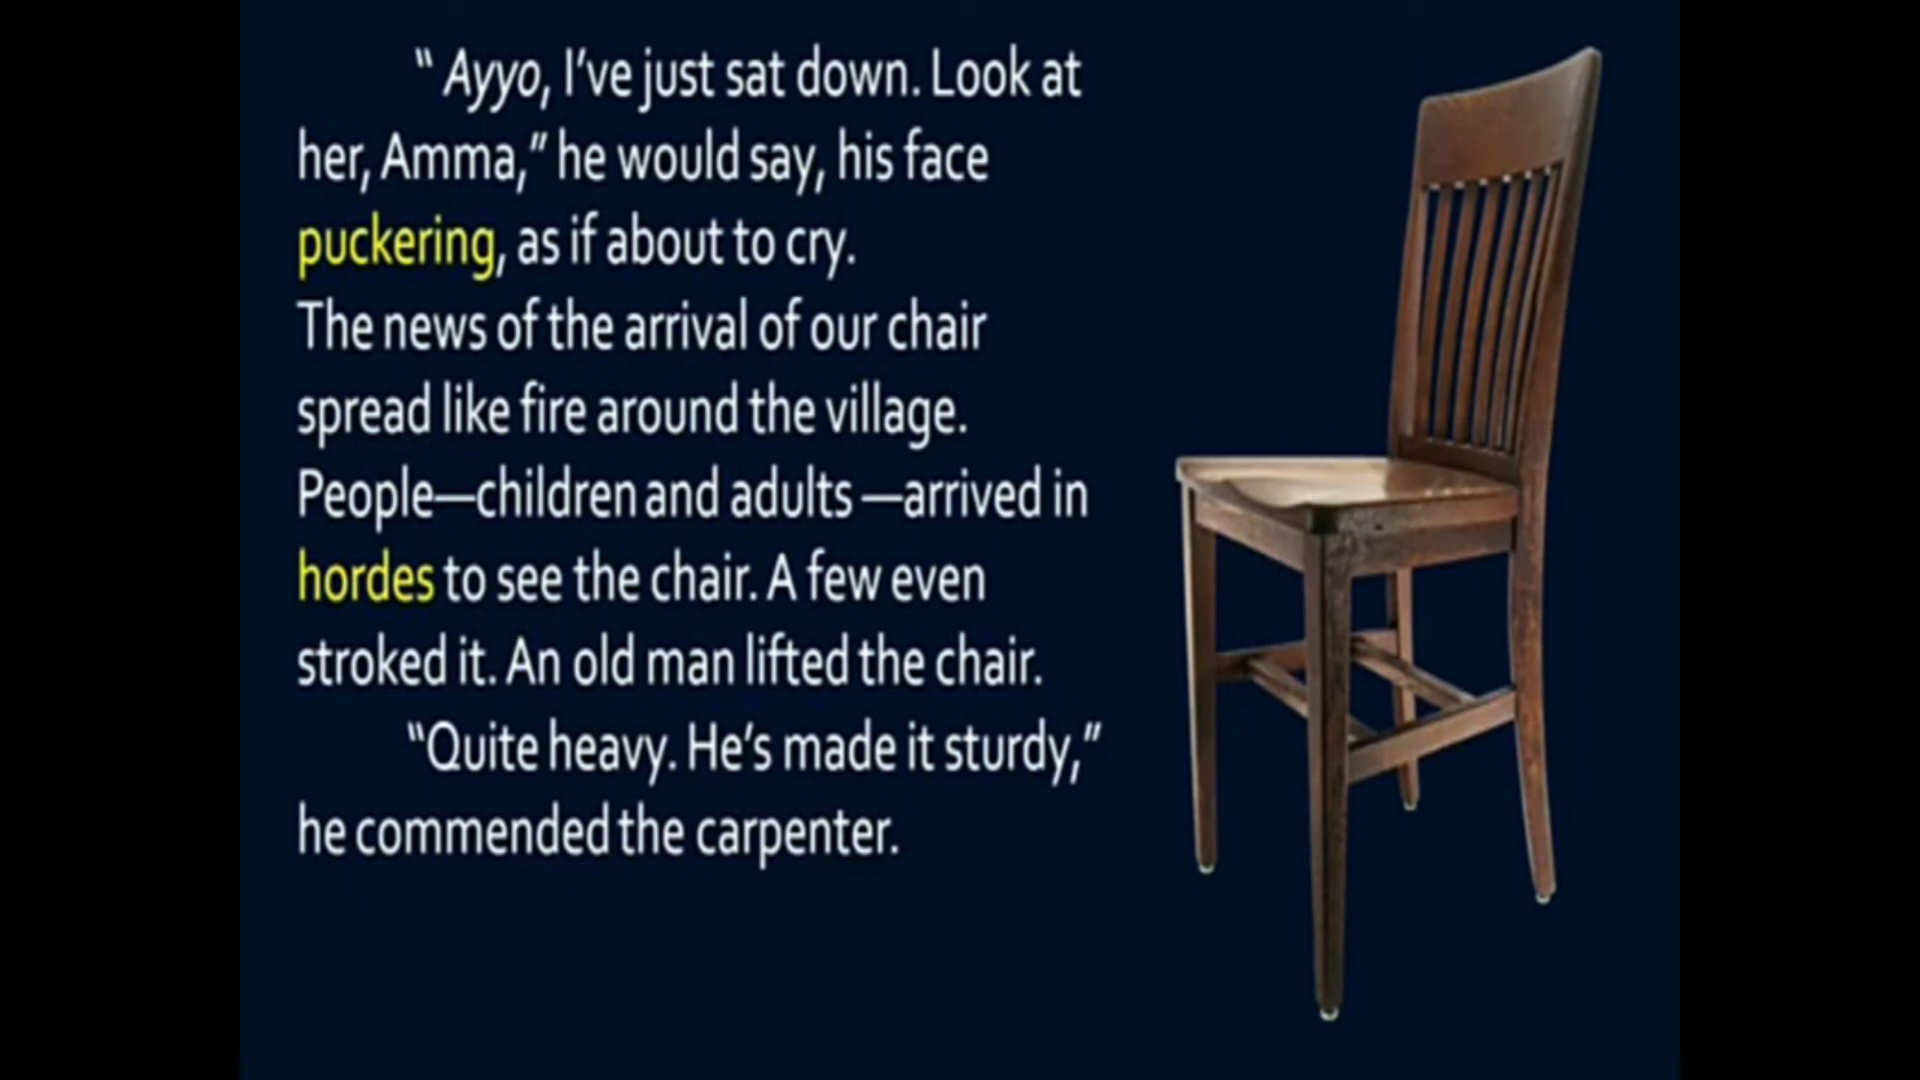 “ Ayyo, I’ve just sat down. Look at
her, Amma,” he would say, his face
puckering, as if about to cry.
The news of the arrival of our chair
spread like fire around the village.
People—children and adults —arrived in
hordes to see the chair. A few even
stroked it. An old man lifted the chair.
“Quite heavy. He’s made it sturdy,”
he commended the carpenter.